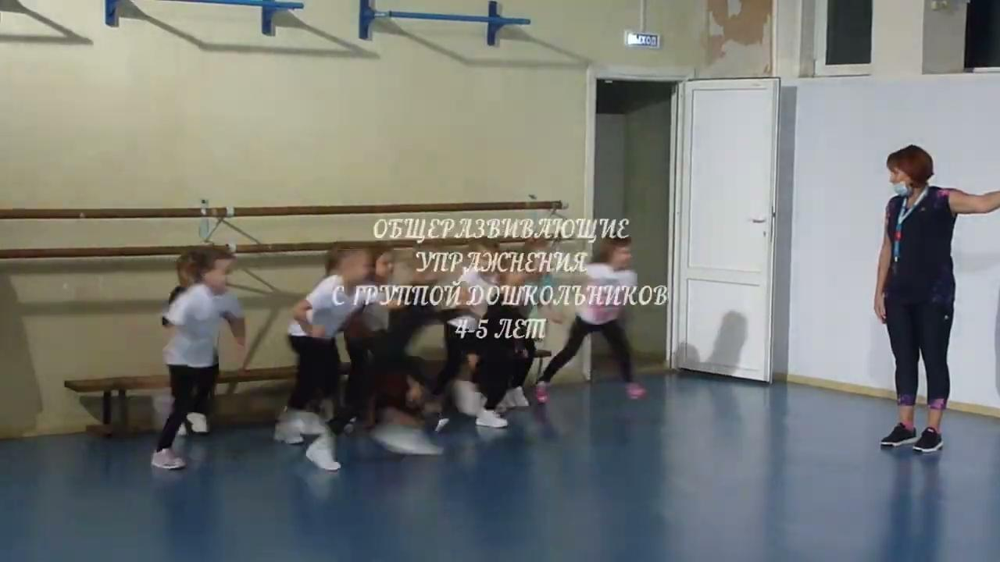 ВЫХОД
ОБЩЕРАЗВИВАЮЩИЕ
УПРАЖНЕНИЯ
С ГРУППОЙ ДОШКОЛЬНИКОВ
4-5 ЛЕТ